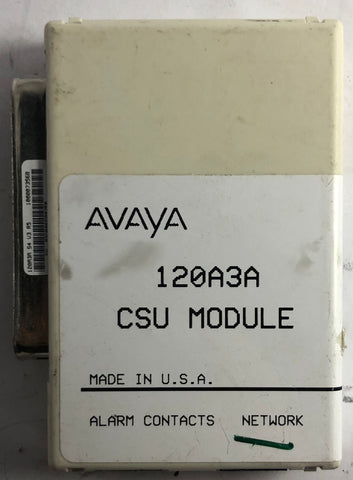 AVAYA
120A3A
CSU MODULE
MADE IN U.S.A.
ALARM CONTACTS NETWORK